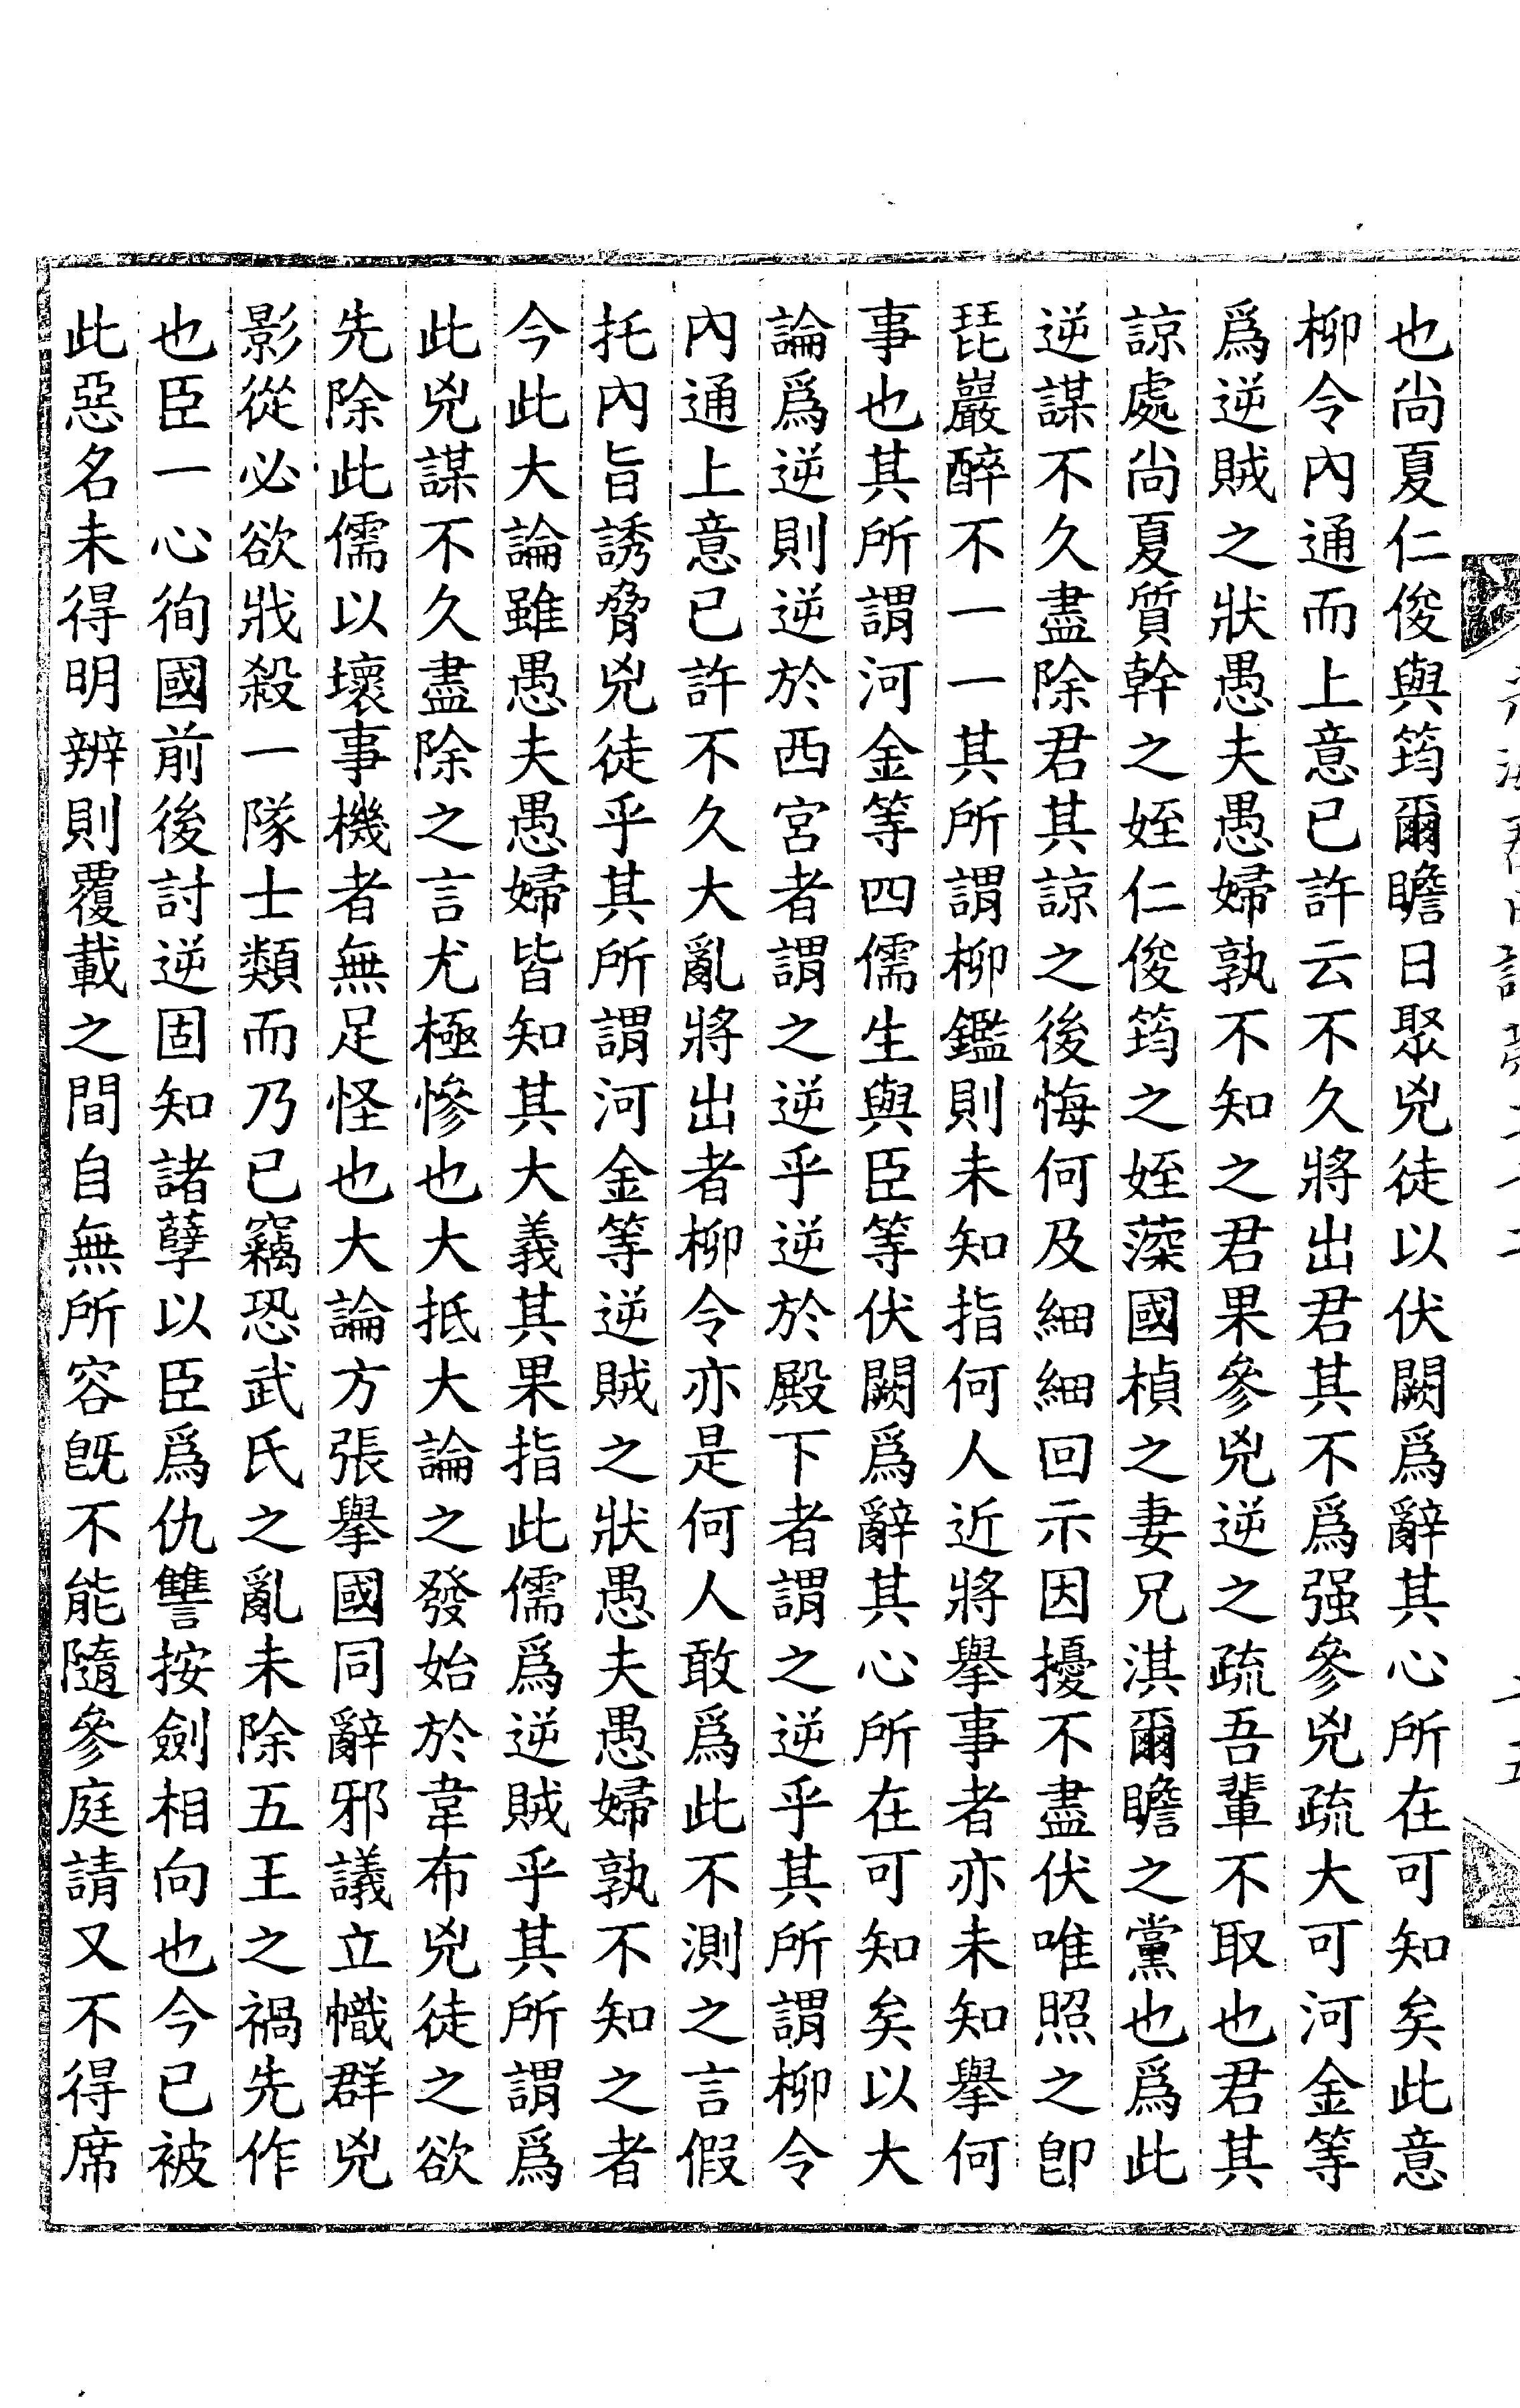 也尙夏仁俊與筠爾瞻日聚兇徒以伏闕爲辭其心所在可知矣此意
柳令內通而上意已許云不久將出君其不爲强參兇疏大可河金等
爲逆賊之狀愚夫愚婦孰不知之君果參兇逆之疏吾輩不取也君其
諒處尙夏質幹之姪仁俊筠之姪薻國楨之妻兄淇爾瞻之黨也爲此
逆謀不久盡除君其諒之後悔何及細細回示因擾不盡伏唯照之卽
琵巖醉不一一其所謂柳鑑則未知指何人近將擧事者亦未知擧何
事也其所謂河金等四儒生與臣等伏闕爲辭其心所在可知矣以大
論爲逆則逆於西宮者謂之逆乎逆於殿下者謂之逆乎其所謂柳令
內通上意已許不久大亂將出者柳令亦是何人敢爲此不測之言假
托內旨誘脅兇徒乎其所謂河金等逆賊之狀愚夫愚婦孰不知之者
今此大論雖愚夫愚婦皆知其大義其果指此儒爲逆賊乎其所謂爲
此兇謀不久盡除之言尤極慘也大抵大論之發始於韋布兇徒之欲
先除此儒以壞事機者無足怪也大論方張擧國同辭邪議立幟群兇
影從必欲戕殺一隊士類而乃已竊恐武氏之亂未除五王之禍先作
也臣一心徇國前後討逆固知諸孽以臣爲仇讐按劍相向也今已被
此惡名未得明辨則覆載之間自無所容旣不能隨參庭請又不得席